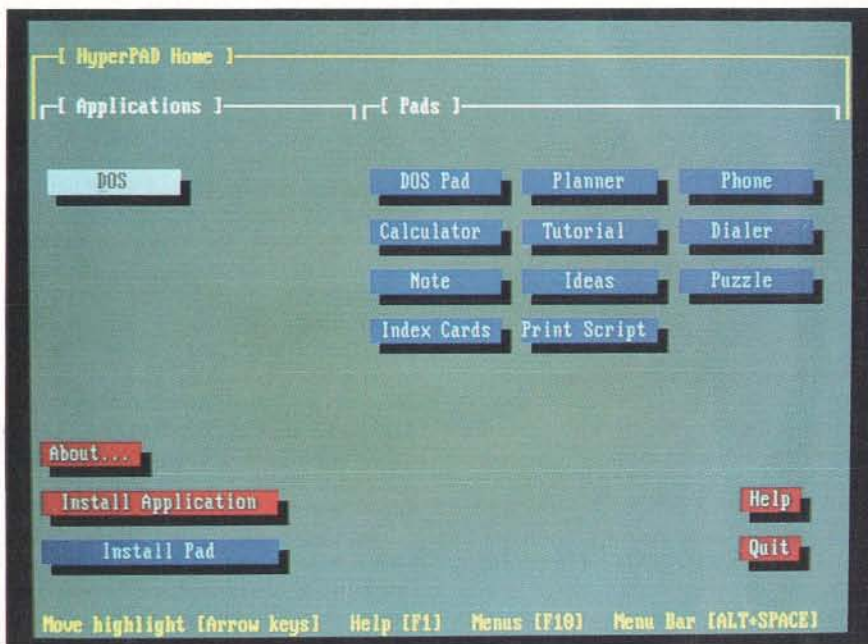 [ HyperPAD Home ]
[ Applications ]
[ Pads ]
DOS
DOS Pad
Planner
Phone
Calculator
Tutorial
Dialer
Note
Ideas
Puzzle
Index Cards
Print Script
About...
Install Application
Install Pad
Help
Quit
Move highlight [Arrow keys] Help [F1] Menus [F10] Menu Bar [ALT+SPACE]